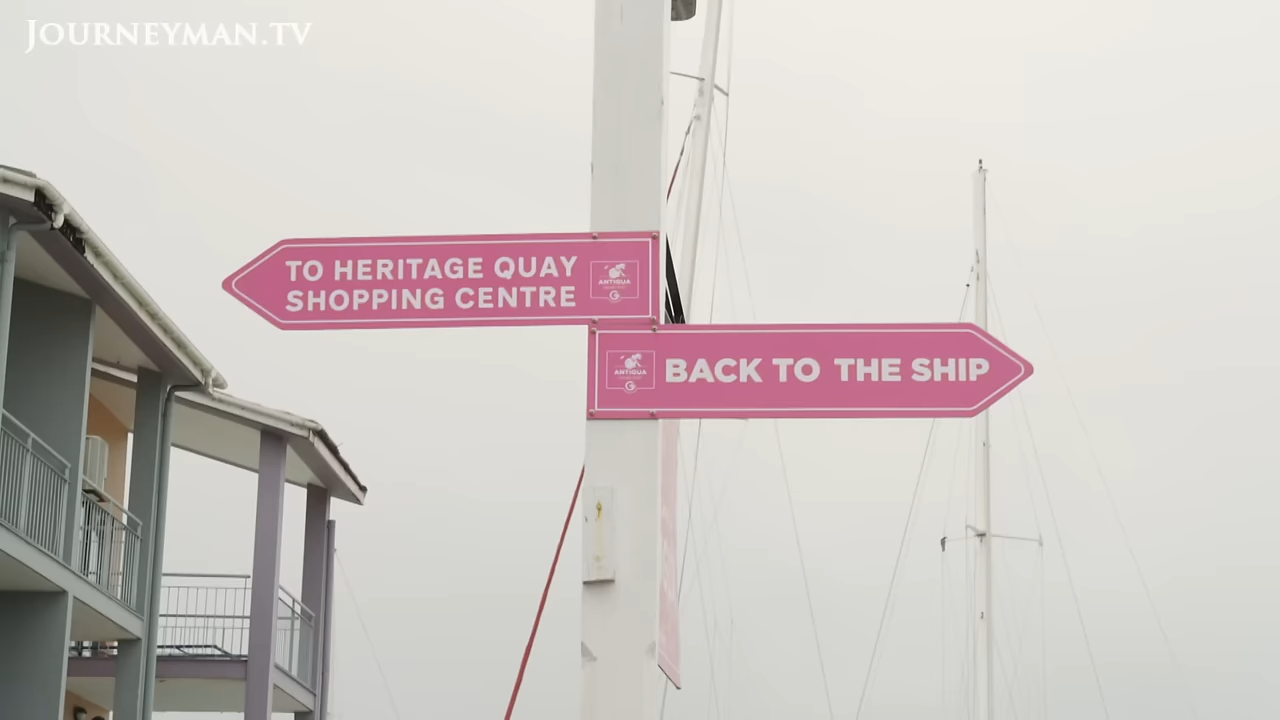 JOURNEYMAN.TV
TO HERITAGE QUAY
SHOPPING CENTRE
ANTIGUA
BACK TO THE SHIP
ANTIGUA